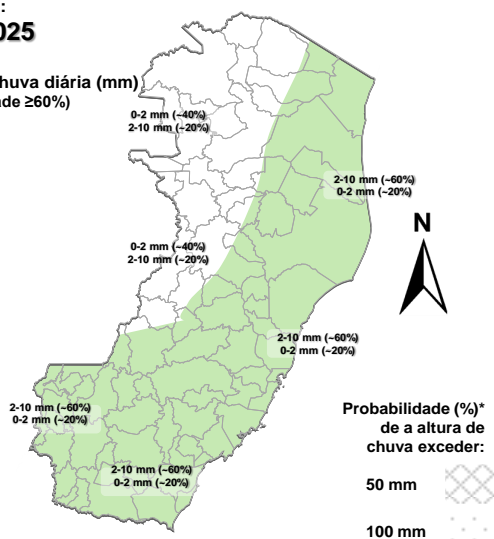 :
025
huva diária (mm)
ade ≥60%)
0-2 mm (~40%)
2-10 mm (~20%)
2-10 mm (~60%)
0-2 mm (~20%)
N
0-2 mm (~40%)
2-10 mm (~20%)
2-10 mm (~60%)
0-2 mm (~20%)
2-10 mm (~60%)
0-2 mm (~20%)
Probabilidade (%)*
de a altura de
chuva exceder:
2-10 mm (~60%)
0-2 mm (~20%)
50 mm
100 mm